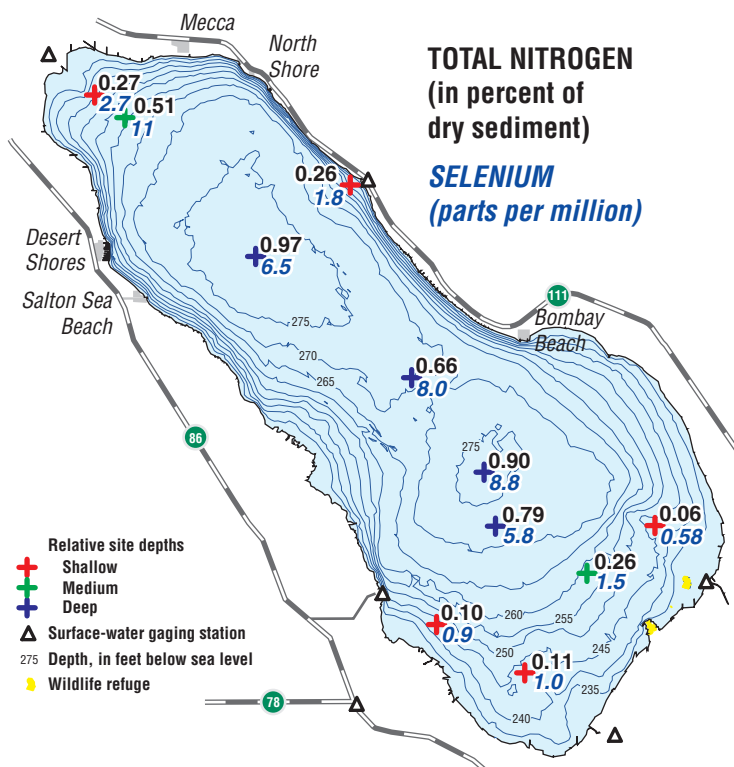 Mecca
North
Shore
TOTAL NITROGEN
(in percent of
dry sediment)
SELENIUM
(parts per million)
0.27
2.7
0.51
11
0.26
1.8
Desert
Shores
0.97
6.5
Salton Sea
Beach
111
Bombay
Beach
275
270
265
0.66
8.0
86
275
0.90
8.8
0.79
5.8
0.06
0.58
0.26
1.5
Relative site depths
Shallow
Medium
Deep
Surface-water gaging station
275 Depth, in feet below sea level
Wildlife refuge
0.10
0.9
260
255
250
245
0.11
1.0
235
240
78